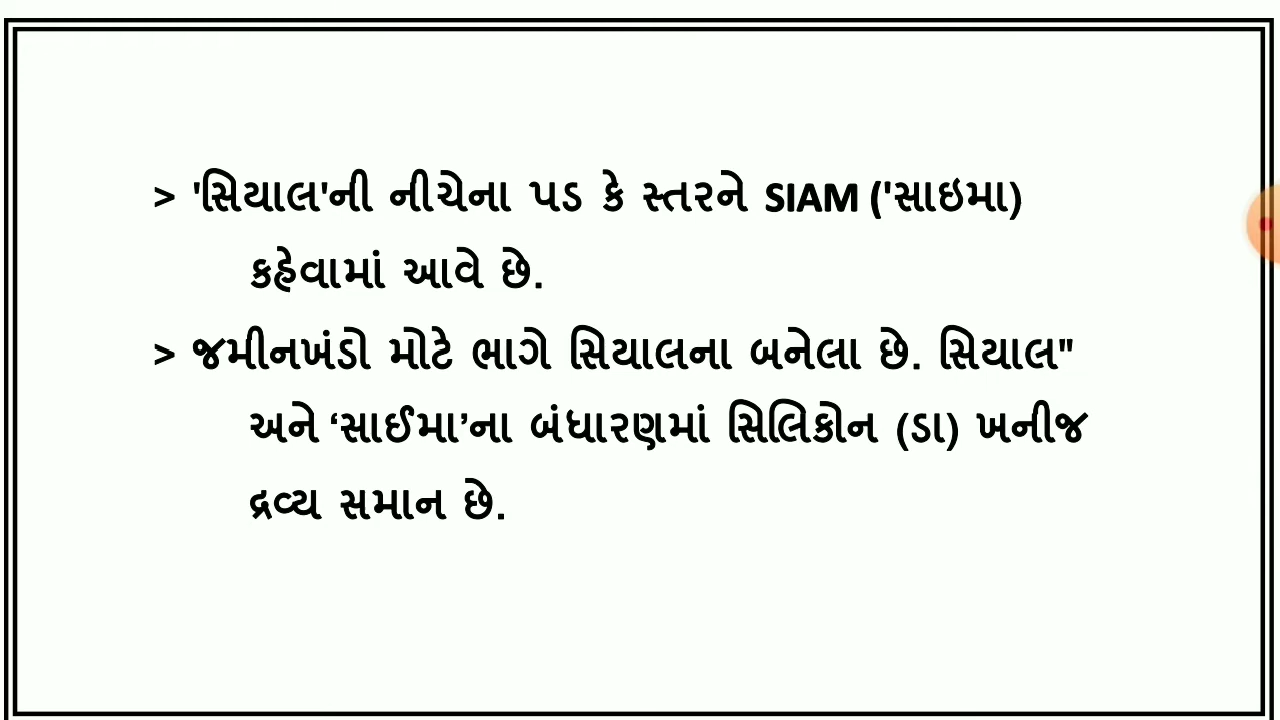 > 'સિયાલ'ની નીચેના પડ કે સ્તરને SIAM ('સાઇમા)
કહેવામાં આવે છે.
> જમીનખંડો મોટે ભાગે સિયાલના બનેલા છે. સિયાલ"
અને ‘સાઈમા’ના બંધારણમાં સિલિકોન (ડા) ખનીજ
દ્રવ્ય સમાન છે.